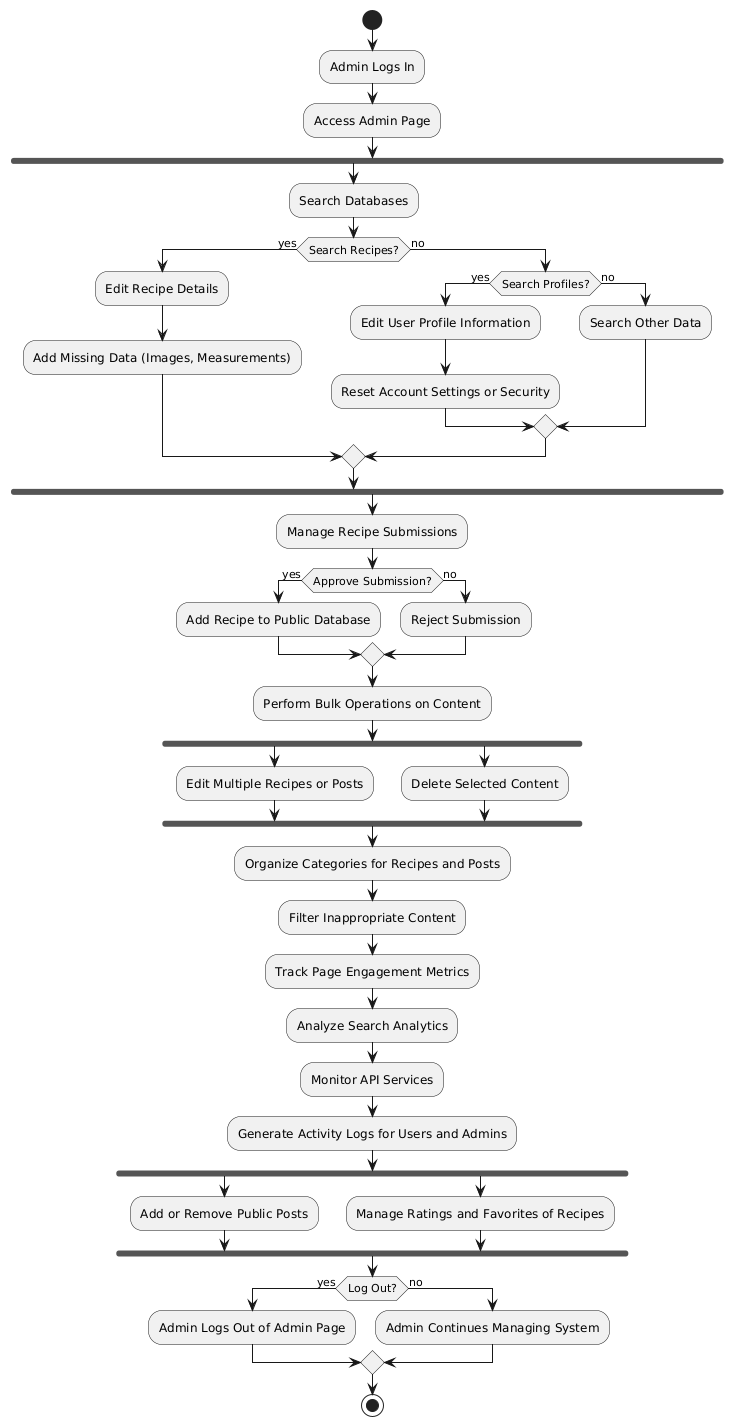 Admin Logs In
Access Admin Page
Search Databases
yes
Search Recipes?
no
Edit Recipe Details
yes
Search Profiles?
no
Edit User Profile Information
Search Other Data
Add Missing Data (Images, Measurements)
Reset Account Settings or Security
Manage Recipe Submissions
yes
Approve Submission?
no
Add Recipe to Public Database
Reject Submission
Perform Bulk Operations on Content
Edit Multiple Recipes or Posts
Delete Selected Content
Organize Categories for Recipes and Posts
Filter Inappropriate Content
Track Page Engagement Metrics
Analyze Search Analytics
Monitor API Services
Generate Activity Logs for Users and Admins
Add or Remove Public Posts
Manage Ratings and Favorites of Recipes
yes
Log Out?
no
Admin Logs Out of Admin Page
Admin Continues Managing System